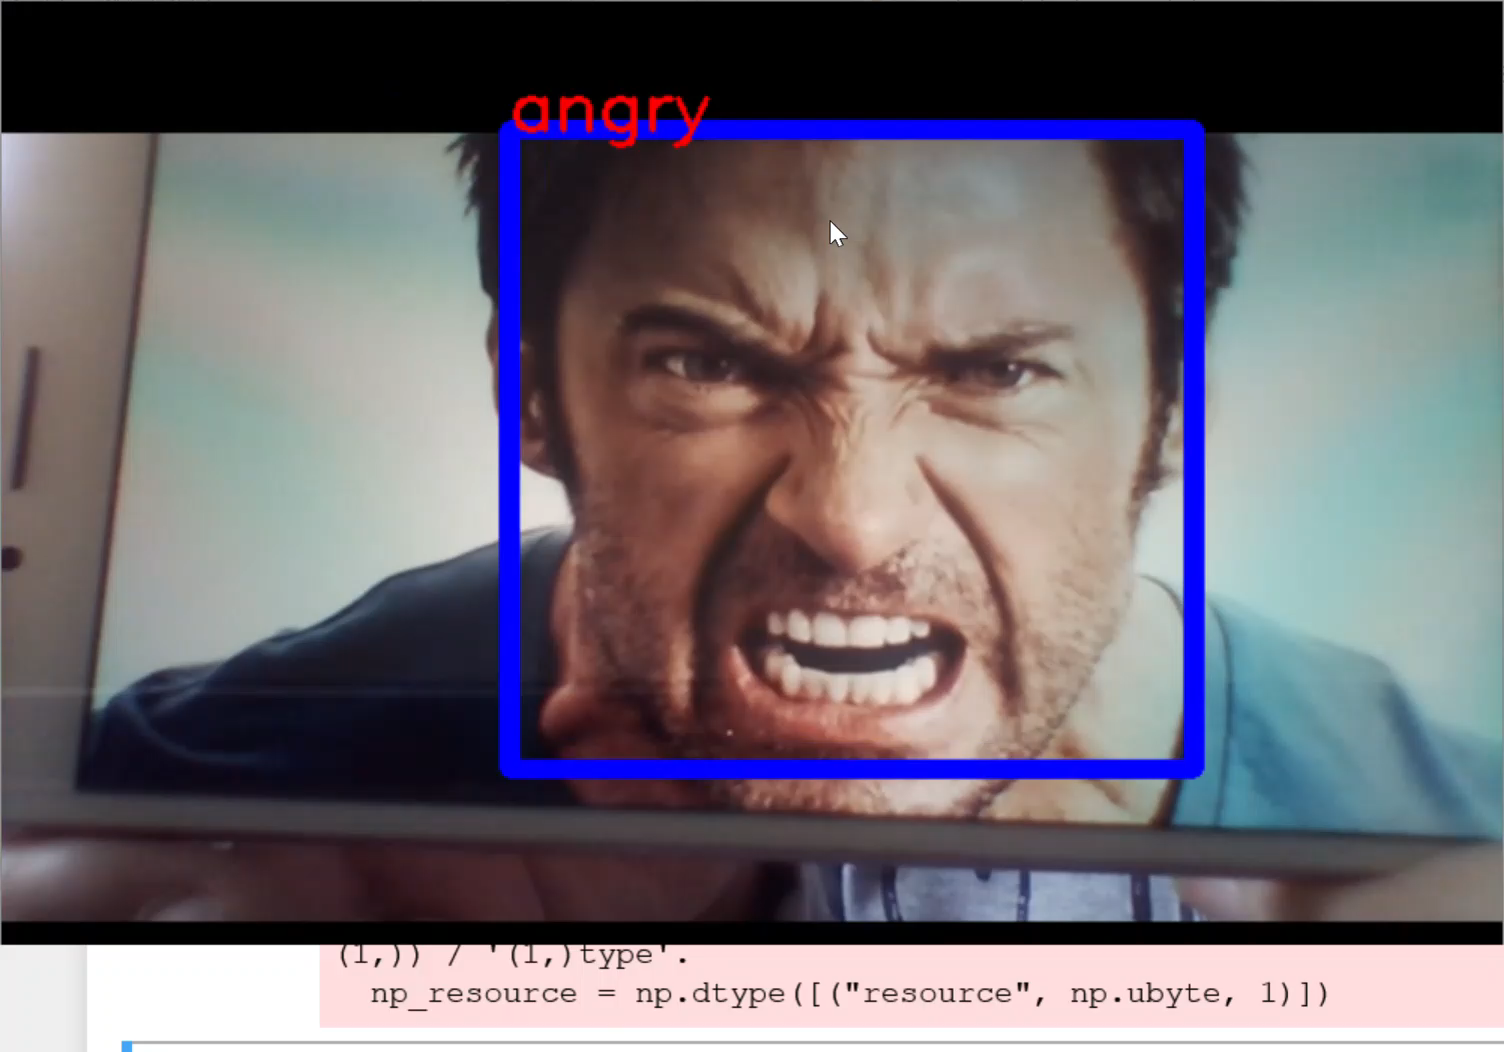 angry
(1,)) / '(1,)type'.
np_resource = np.dtype([("resource", np.ubyte, 1)])